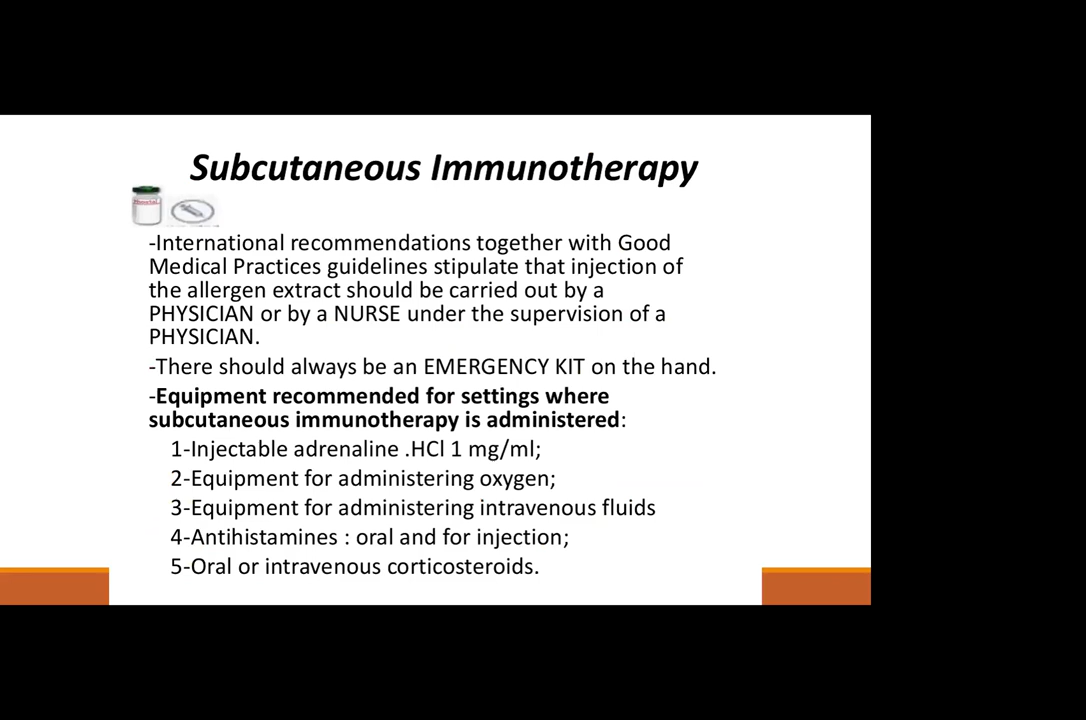 Subcutaneous Immunotherapy
-International recommendations together with Good
Medical Practices guidelines stipulate that injection of
the allergen extract should be carried out by a
PHYSICIAN or by a NURSE under the supervision of a
PHYSICIAN.
-There should always be an EMERGENCY KIT on the hand.
-Equipment recommended for settings where
subcutaneous immunotherapy is administered:
1-Injectable adrenaline .HCl 1 mg/ml;
2-Equipment for administering oxygen;
3-Equipment for administering intravenous fluids
4-Antihistamines : oral and for injection;
5-Oral or intravenous corticosteroids.